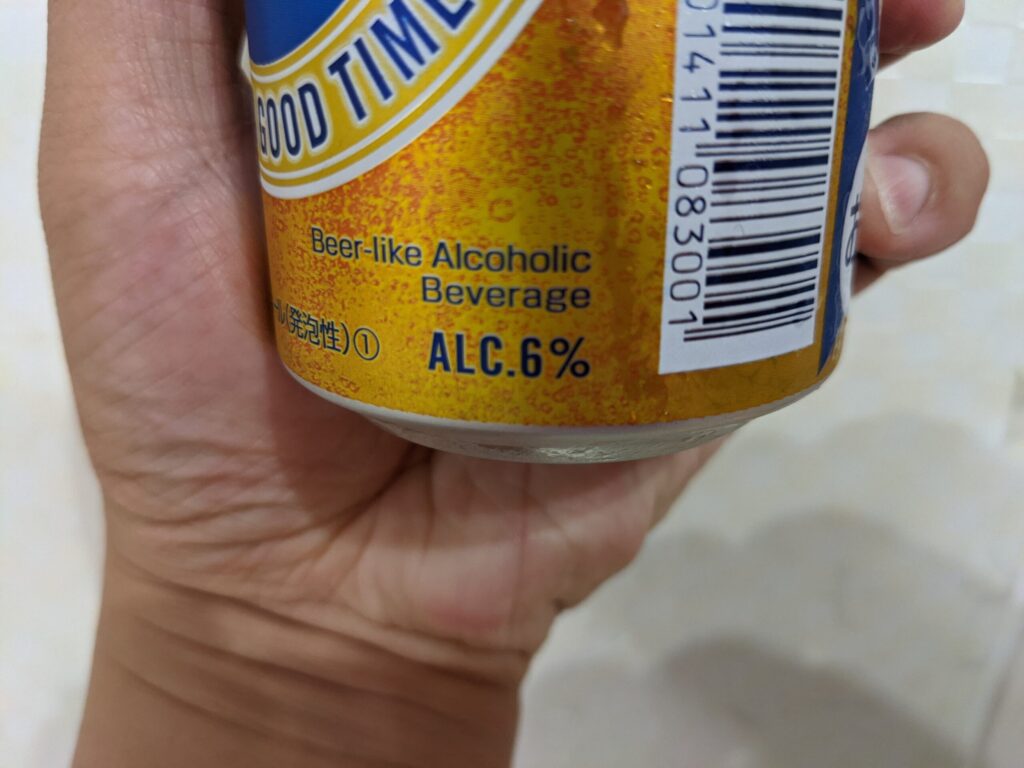 GOOD TIME
Beer-like Alcoholic
Beverage
(発泡性)①
ALC.6%
01411083001